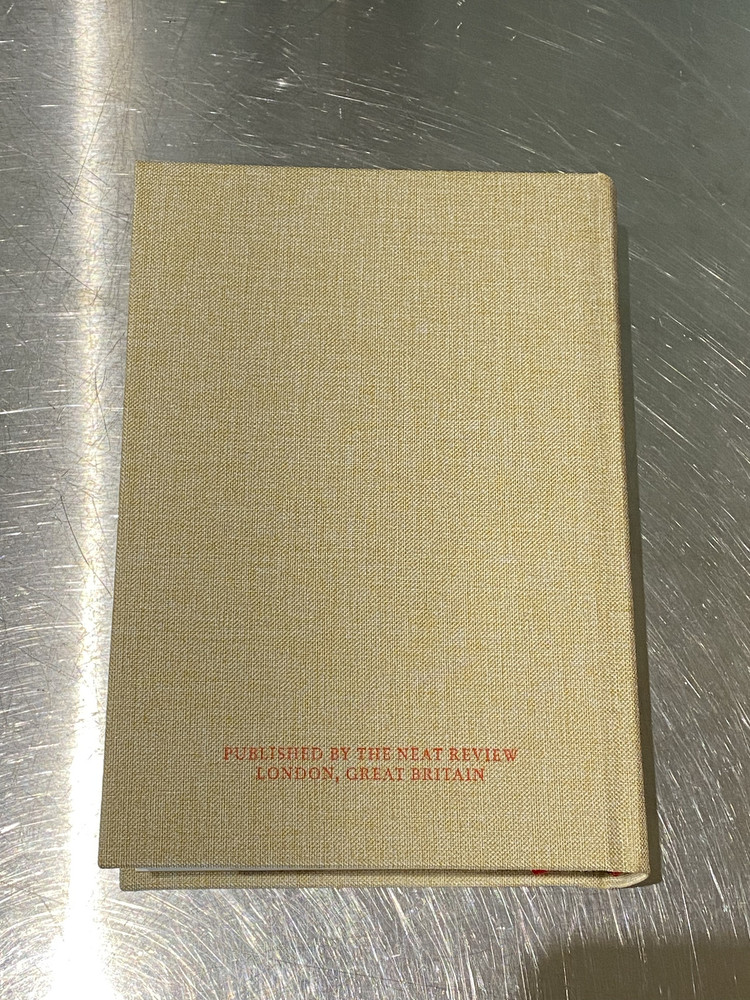 PUBLISHED BY THE NEAT REVIEW
LONDON, GREAT BRITAIN